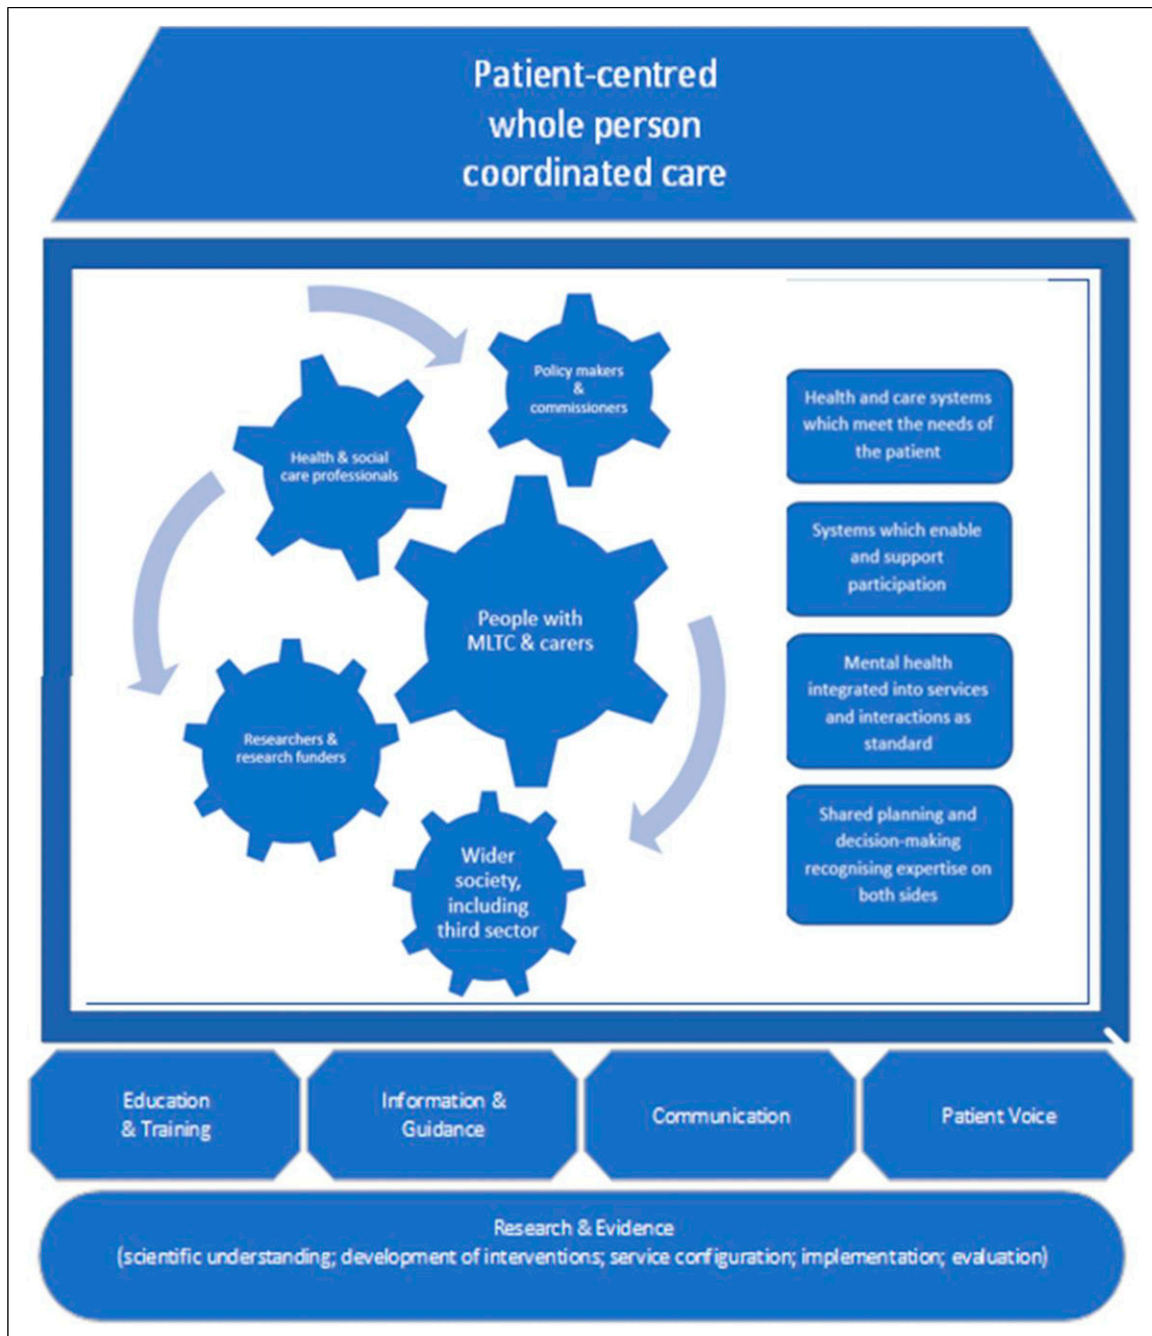 Patient-centred
whole person
coordinated care
Policy makers
&
commissioners
Health & social
care professionals
People with
MLTC & carers
Researchers &
research funders
Wider
society,
including
third sector
Health and care systems
which meet the needs of
the patient
Systems which enable
and support
participation
Mental health
integrated into services
and interactions as
standard
Shared planning and
decision-making
recognising expertise on
both sides
Education
& Training
Information &
Guidance
Communication
Patient Voice
Research & Evidence
(scientific understanding; development of interventions; service configuration; implementation; evaluation)